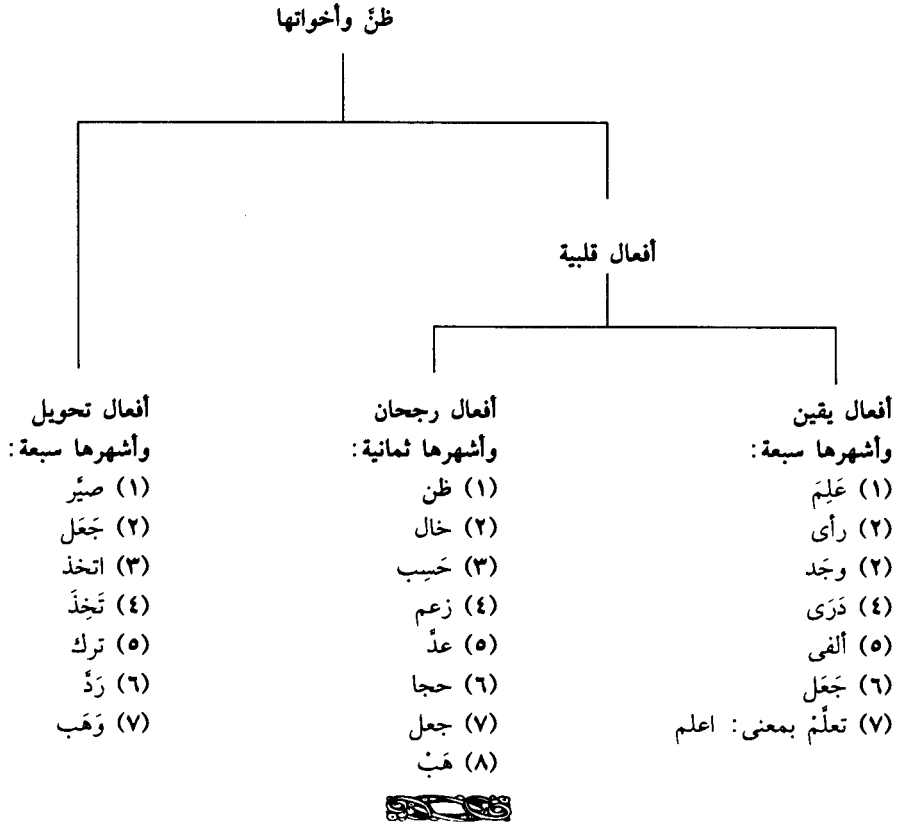 ظنَّ وأخواتها
أفعال قلبية
أفعال يقين
وأشهرها سبعة:
(١) عَلِمَ
(٢) رأى
(٢) وجَد
(٤) دَرَى
(٥) ألفى
(٦) جَعَل
(٧) تعلَّمْ بمعنى: اعلم
أفعال رجحان
وأشهرها ثمانية:
(١) ظن
(٢) خال
(٣) حَسِب
(٤) زعم
(٥) عدَّ
(٦) حجا
(٧) جعل
(٨) هَبْ
أفعال تحويل
وأشهرها سبعة:
(١) صيَّر
(٢) جَعَل
(٣) اتخذ
(٤) تَخِذَ
(٥) ترك
(٦) رَدَّ
(٧) وَهَب